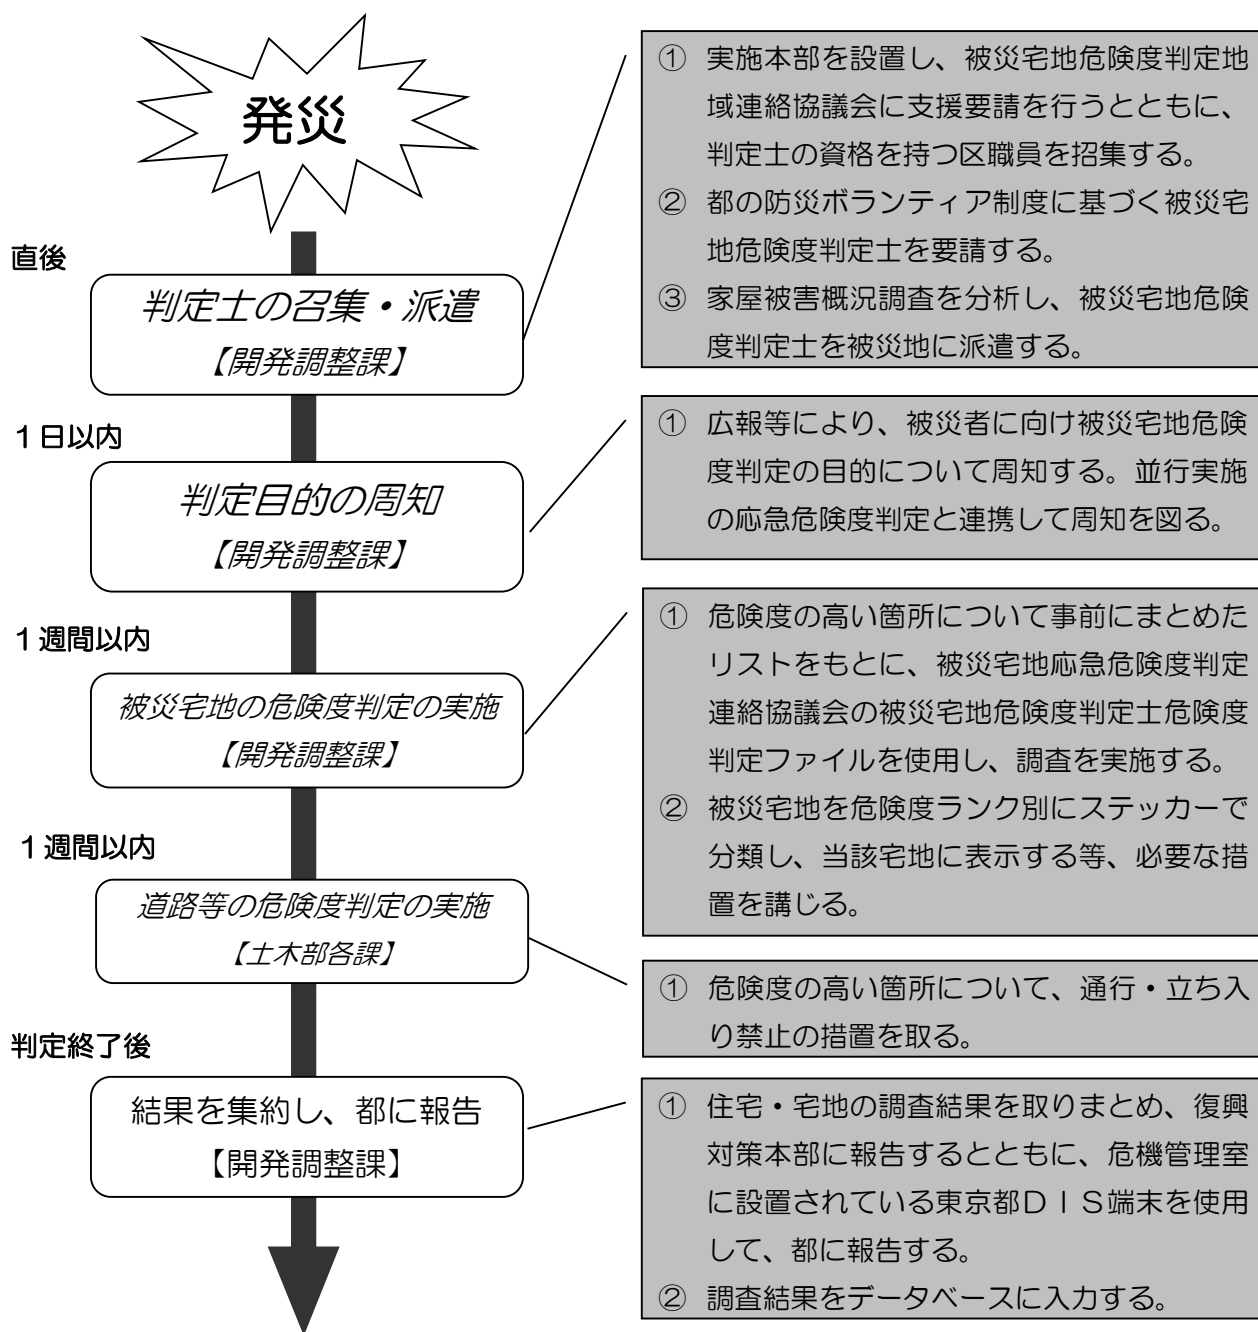 発災
直後
判定士の召集・派遣
【開発調整課】
① 実施本部を設置し、被災宅地危険度判定地
域連絡協議会に支援要請を行うとともに、
判定士の資格を持つ区職員を招集する。
② 都の防災ボランティア制度に基づく被災宅
地危険度判定士を要請する。
③ 家屋被害概況調査を分析し、被災宅地危険
度判定士を被災地に派遣する。
1日以内
判定目的の周知
【開発調整課】
① 広報等により、被災者に向け被災宅地危険
度判定の目的について周知する。並行実施
の応急危険度判定と連携して周知を図る。
1週間以内
被災宅地の危険度判定の実施
【開発調整課】
① 危険度の高い箇所について事前にまとめた
リストをもとに、被災宅地応急危険度判定
連絡協議会の被災宅地危険度判定士危険度
判定ファイルを使用し、調査を実施する。
② 被災宅地を危険度ランク別にステッカーで
分類し、当該宅地に表示する等、必要な措
置を講じる。
1週間以内
道路等の危険度判定の実施
【土木部各課】
① 危険度の高い箇所について、通行・立ち入
り禁止の措置を取る。
判定終了後
結果を集約し、都に報告
【開発調整課】
① 住宅・宅地の調査結果を取りまとめ、復興
対策本部に報告するとともに、危機管理室
に設置されている東京都DIS端末を使用
して、都に報告する。
② 調査結果をデータベースに入力する。